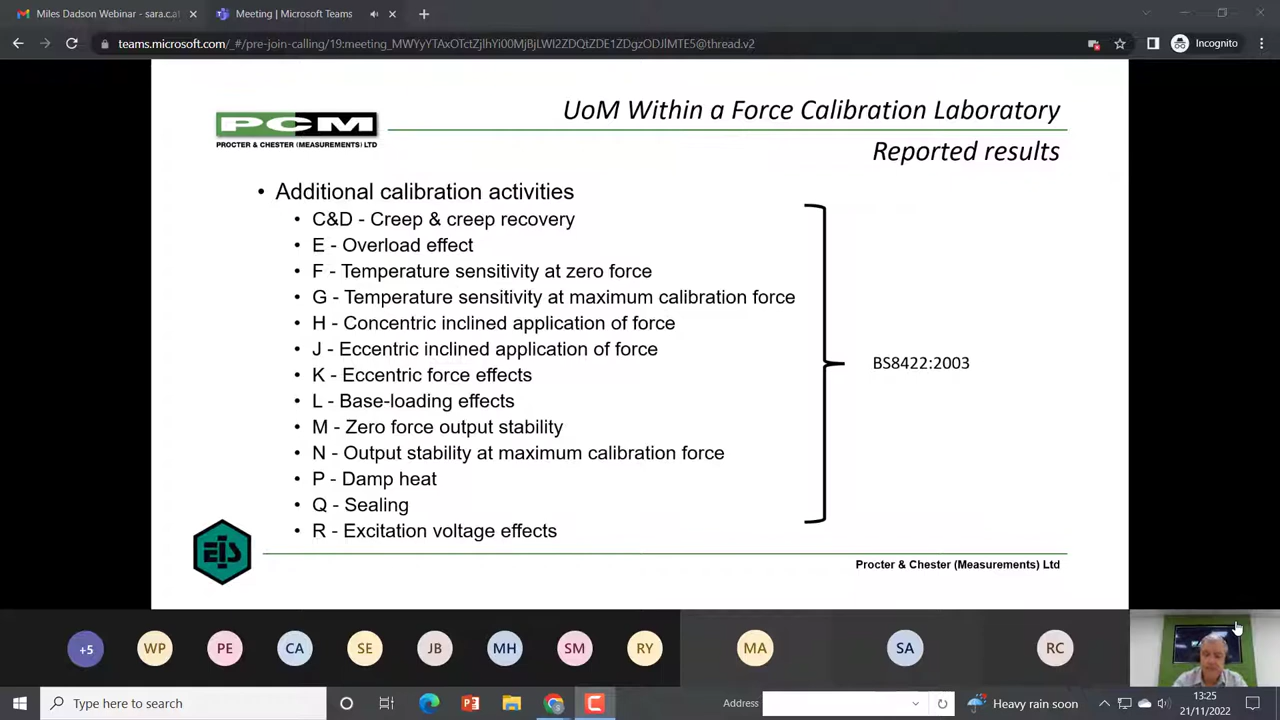 Miles Dadson Webinar - sara.c.at
Meeting | Microsoft Teams
teams.microsoft.com/_#/pre-join-calling/19:meeting_MWYyYTAxOTctZjlhYi00MjBjLWI2ZDQtZDE1ZDgzODJlMTE5@thread.v2
Incognito
PCM
PROCTER & CHESTER (MEASUREMENTS) LTD
UoM Within a Force Calibration Laboratory
Reported results
• Additional calibration activities
• C&D - Creep & creep recovery
• E - Overload effect
• F - Temperature sensitivity at zero force
• G - Temperature sensitivity at maximum calibration force
• H - Concentric inclined application of force
• J - Eccentric inclined application of force
• K - Eccentric force effects
• L - Base-loading effects
• M - Zero force output stability
• N - Output stability at maximum calibration force
• P - Damp heat
• Q - Sealing
• R - Excitation voltage effects
BS8422:2003
EIS
Procter & Chester (Measurements) Ltd
+5 WP PE CA SE JB MH SM RY MA SA RC
Type here to search
Address
Heavy rain soon
13:25
21/11/2022